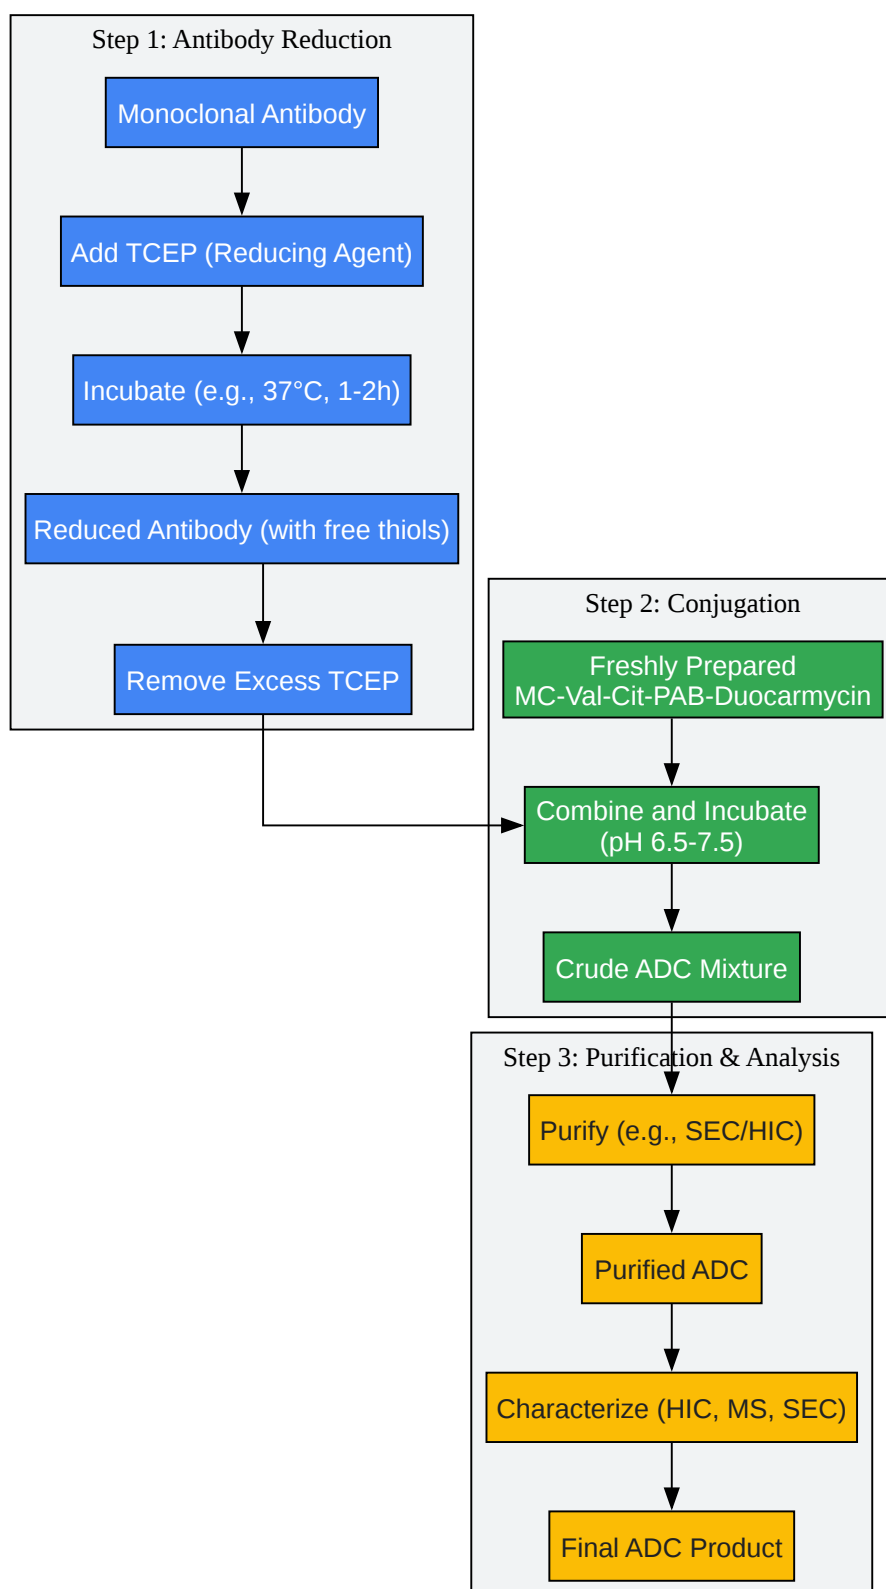 Step 1: Antibody Reduction
Monoclonal Antibody
Add TCEP (Reducing Agent)
Incubate (e.g., 37°C, 1-2h)
Reduced Antibody (with free thiols)
Remove Excess TCEP
Step 2: Conjugation
Freshly Prepared
MC-Val-Cit-PAB-Duocarmycin
Combine and Incubate
(pH 6.5-7.5)
Crude ADC Mixture
Step 3: Purification & Analysis
Purify (e.g., SEC/HIC)
Purified ADC
Characterize (HIC, MS, SEC)
Final ADC Product